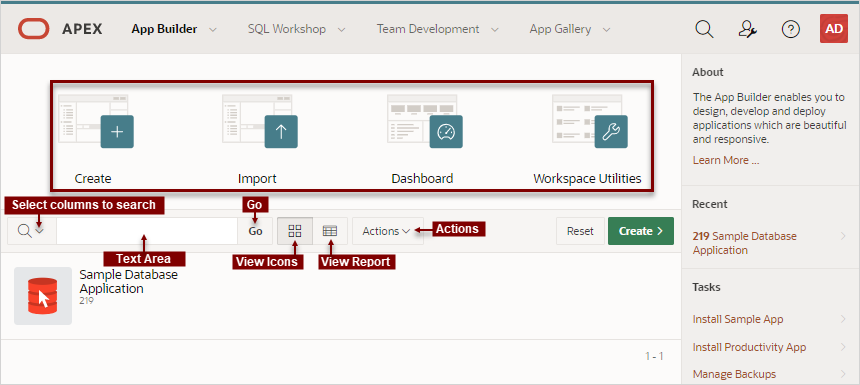 APEX App Builder SQL Workshop Team Development App Gallery AD
Create Import Dashboard Workspace Utilities
Select columns to search
Go
Go
Actions
Actions
Reset
Create >
Text Area
View Icons
View Report
Sample Database
Application
219
1 - 1
About
The App Builder enables you to
design, develop and deploy
applications which are beautiful
and responsive.
Learn More ...
Recent
219 Sample Database
Application
Tasks
Install Sample App
Install Productivity App
Manage Backups